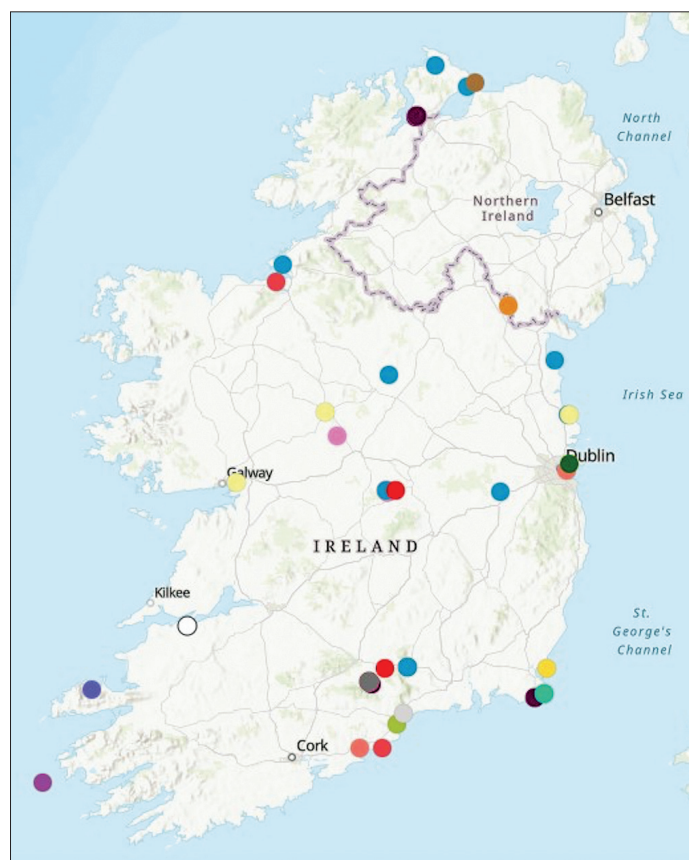 North
Channel
Northern
Ireland
Belfast
Irish Sea
Dublin
Galway
IRELAND
Kilkee
St.
George's
Channel
Cork